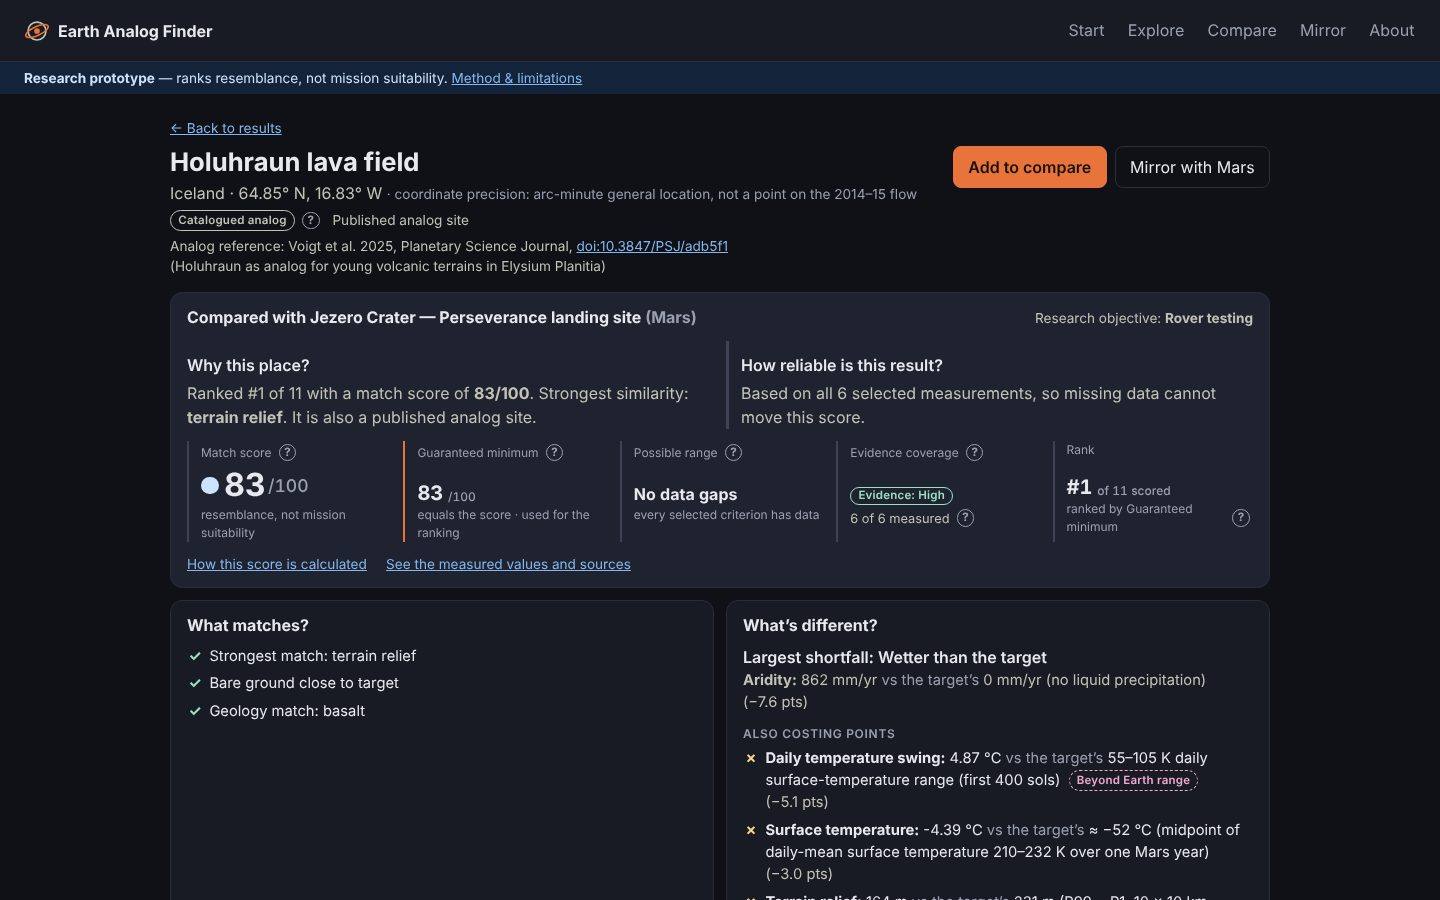 Earth Analog Finder
Start Explore Compare Mirror About
Research prototype — ranks resemblance, not mission suitability. Method & limitations
← Back to results
Holuhraun lava field
Add to compare
Mirror with Mars
Iceland · 64.85° N, 16.83° W · coordinate precision: arc-minute general location, not a point on the 2014–15 flow
Catalogued analog ? Published analog site
Analog reference: Voigt et al. 2025, Planetary Science Journal, doi:10.3847/PSJ/adb5f1
(Holuhraun as analog for young volcanic terrains in Elysium Planitia)
Compared with Jezero Crater — Perseverance landing site (Mars)
Research objective: Rover testing
Why this place?
Ranked #1 of 11 with a match score of 83/100. Strongest similarity:
terrain relief. It is also a published analog site.
How reliable is this result?
Based on all 6 selected measurements, so missing data cannot
move this score.
Match score ?
83/100
resemblance, not mission
suitability
Guaranteed minimum ?
83 /100
equals the score · used for the
ranking
Possible range ?
No data gaps
every selected criterion has data
Evidence coverage ?
Evidence: High
6 of 6 measured ?
Rank
#1 of 11 scored
ranked by Guaranteed
minimum
?
How this score is calculated
See the measured values and sources
What matches?
✓ Strongest match: terrain relief
✓ Bare ground close to target
✓ Geology match: basalt
What's different?
Largest shortfall: Wetter than the target
Aridity: 862 mm/yr vs the target's 0 mm/yr (no liquid precipitation)
(−7.6 pts)
ALSO COSTING POINTS
× Daily temperature swing: 4.87 °C vs the target's 55–105 K daily
surface-temperature range (first 400 sols) Beyond Earth range
(−5.1 pts)
× Surface temperature: -4.39 °C vs the target's ≈ −52 °C (midpoint of
daily-mean surface temperature 210–232 K over one Mars year)
(−3.0 pts)